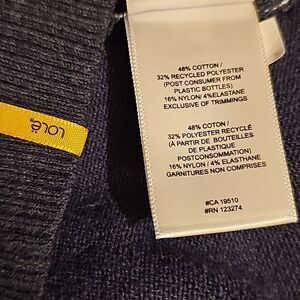 48% COTTON /
32% RECYCLED POLYESTER
(POST CONSUMER FROM
PLASTIC BOTTLES)
16% NYLON/ 4%ELASTANE
EXCLUSIVE OF TRIMMINGS
48% COTON /
32% POLYESTER RECYCLÉ
(À PARTIR DE BOUTEILLES
DE PLASTIQUE
POSTCONSOMMATION)
16% NYLON/ 4% ELASTHANE
GARNITURES NON COMPRISES
#CA 19510
#RN 123274
LOLË